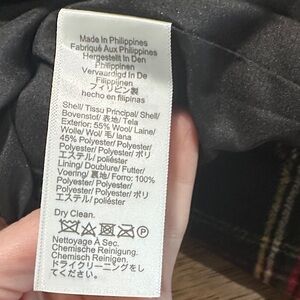 Made In Philippines
Fabriqué Aux Philippines
Hergestellt In Den
Philippinen
Vervaardigd In De
Filipijnen
フィリピン製
hecho en filipinas
Shell/ Tissu Principal/ Shell/
Bovenstof/ 表地/ Tela
Exterior: 55% Wool/ Laine/
Wolle/ Wol/ 毛/ lana
45% Polyester/ Polyester/
Polyester/ Polyester/ ポリ
エステル/ poliéster
Lining/ Doublure/ Futter/
Voering/ 裏地/ Forro: 100%
Polyester/ Polyester/
Polyester/ Polyester/ ポリ
エステル/ poliéster
Dry Clean.
P
Nettoyage À Sec.
Chemisch Reinigen.
Chemisch Reinigen.
ドライクリーニングをし
てください.